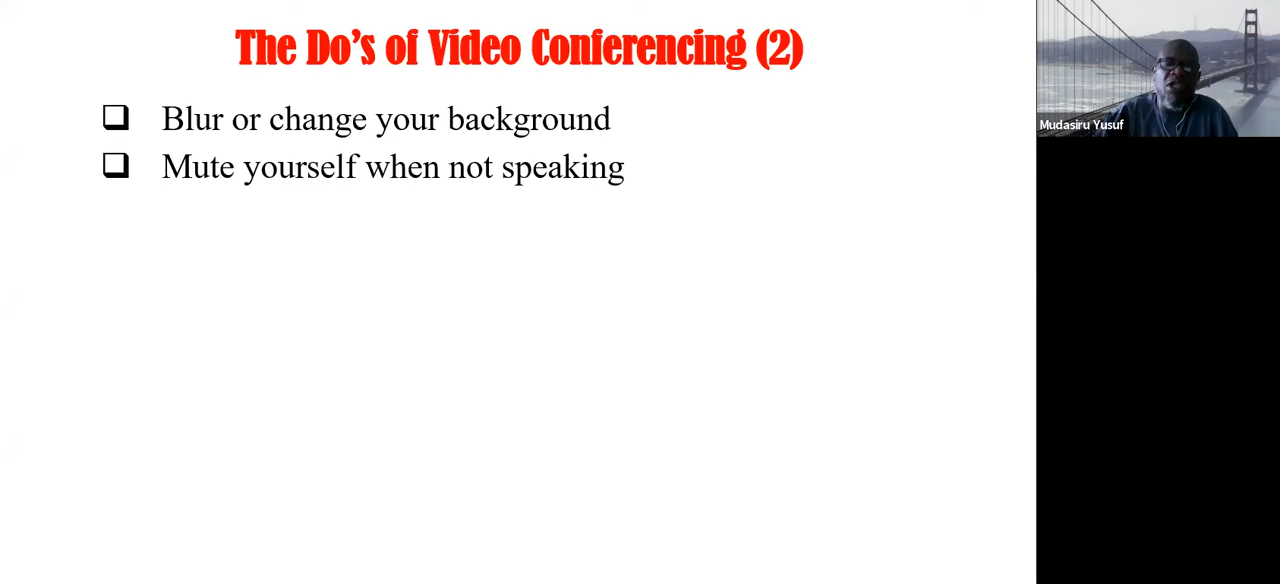 The Do’s of Video Conferencing (2)
Blur or change your background
Mute yourself when not speaking
Mudasiru Yusuf